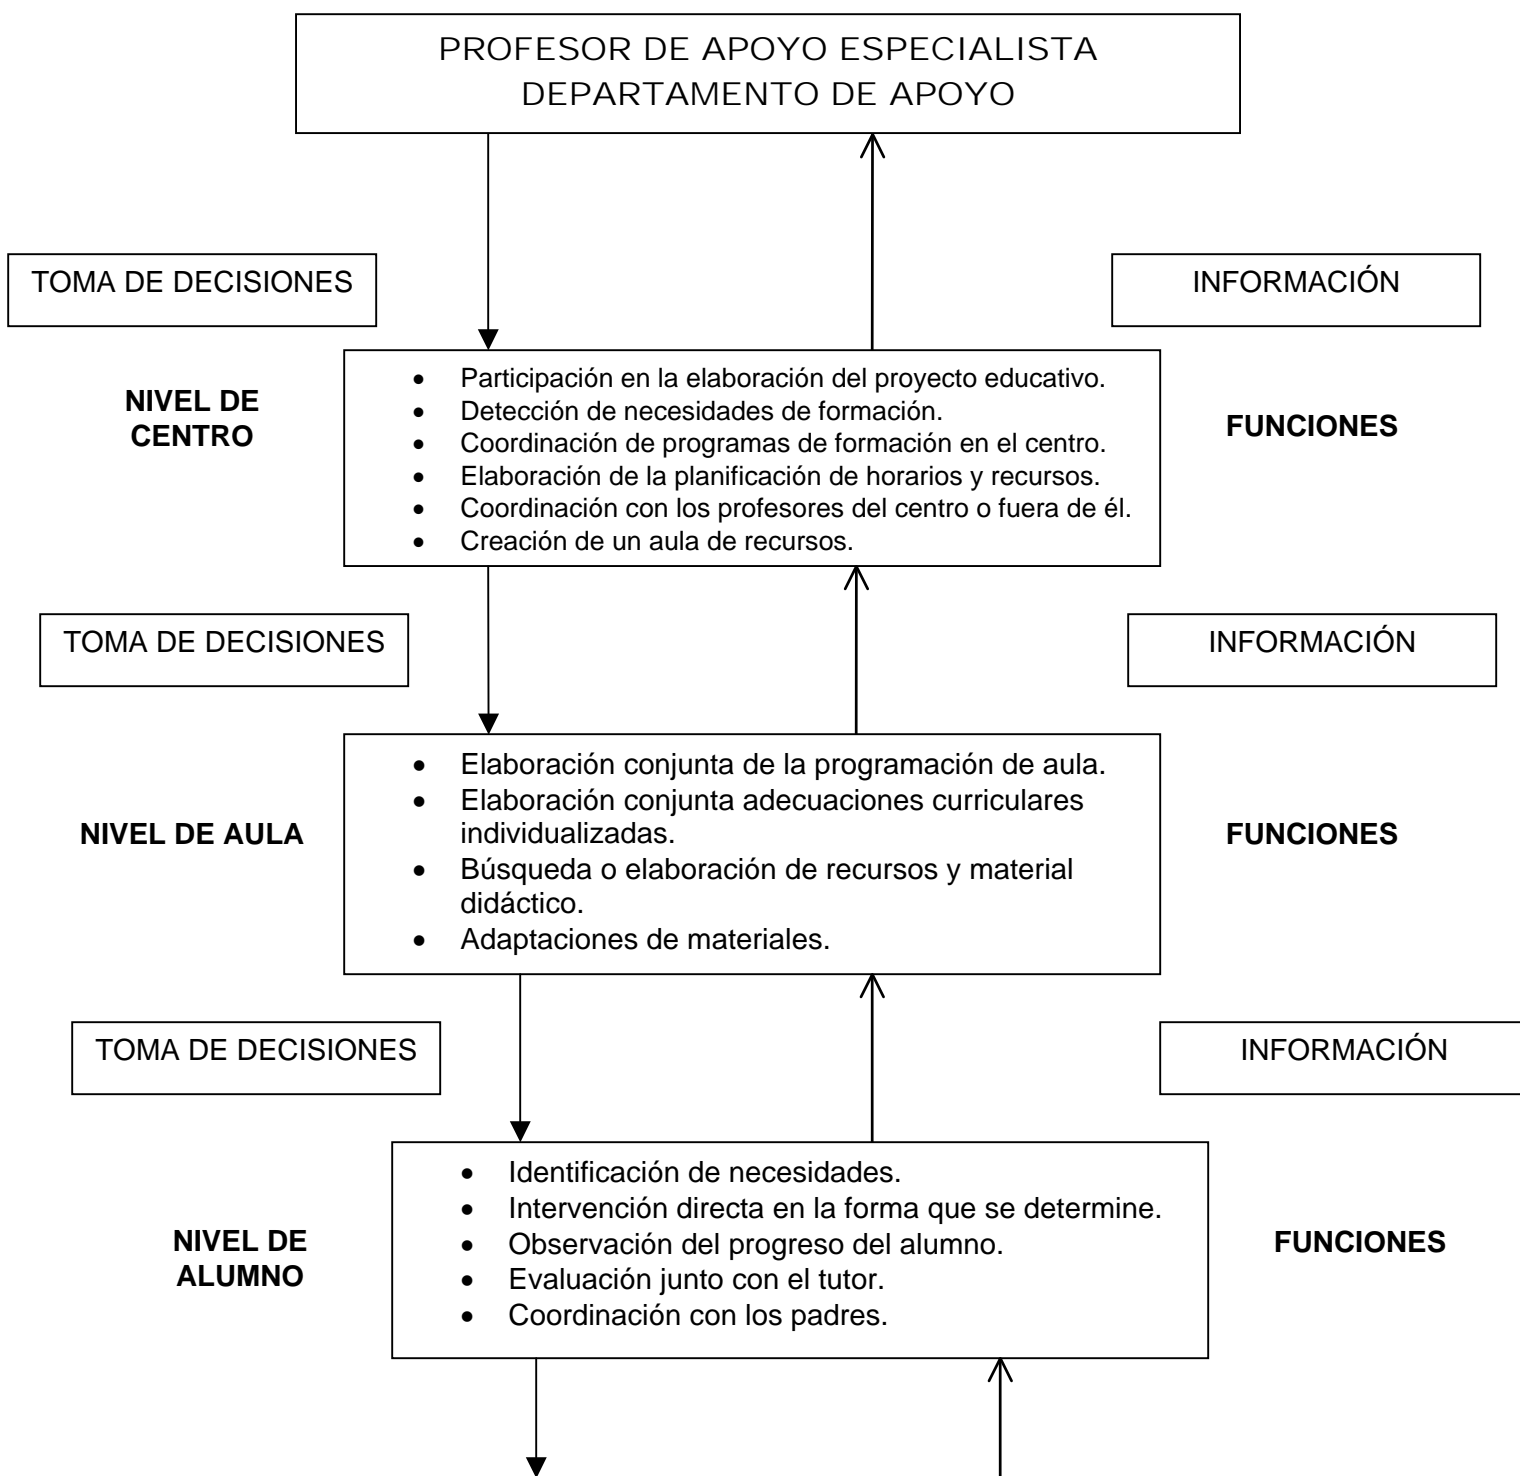 PROFESOR DE APOYO ESPECIALISTA
DEPARTAMENTO DE APOYO
TOMA DE DECISIONES
INFORMACIÓN
NIVEL DE
CENTRO
• Participación en la elaboración del proyecto educativo.
• Detección de necesidades de formación.
• Coordinación de programas de formación en el centro.
• Elaboración de la planificación de horarios y recursos.
• Coordinación con los profesores del centro o fuera de él.
• Creación de un aula de recursos.
FUNCIONES
TOMA DE DECISIONES
INFORMACIÓN
NIVEL DE AULA
• Elaboración conjunta de la programación de aula.
• Elaboración conjunta adecuaciones curriculares
individualizadas.
• Búsqueda o elaboración de recursos y material
didáctico.
• Adaptaciones de materiales.
FUNCIONES
TOMA DE DECISIONES
INFORMACIÓN
NIVEL DE
ALUMNO
• Identificación de necesidades.
• Intervención directa en la forma que se determine.
• Observación del progreso del alumno.
• Evaluación junto con el tutor.
• Coordinación con los padres.
FUNCIONES